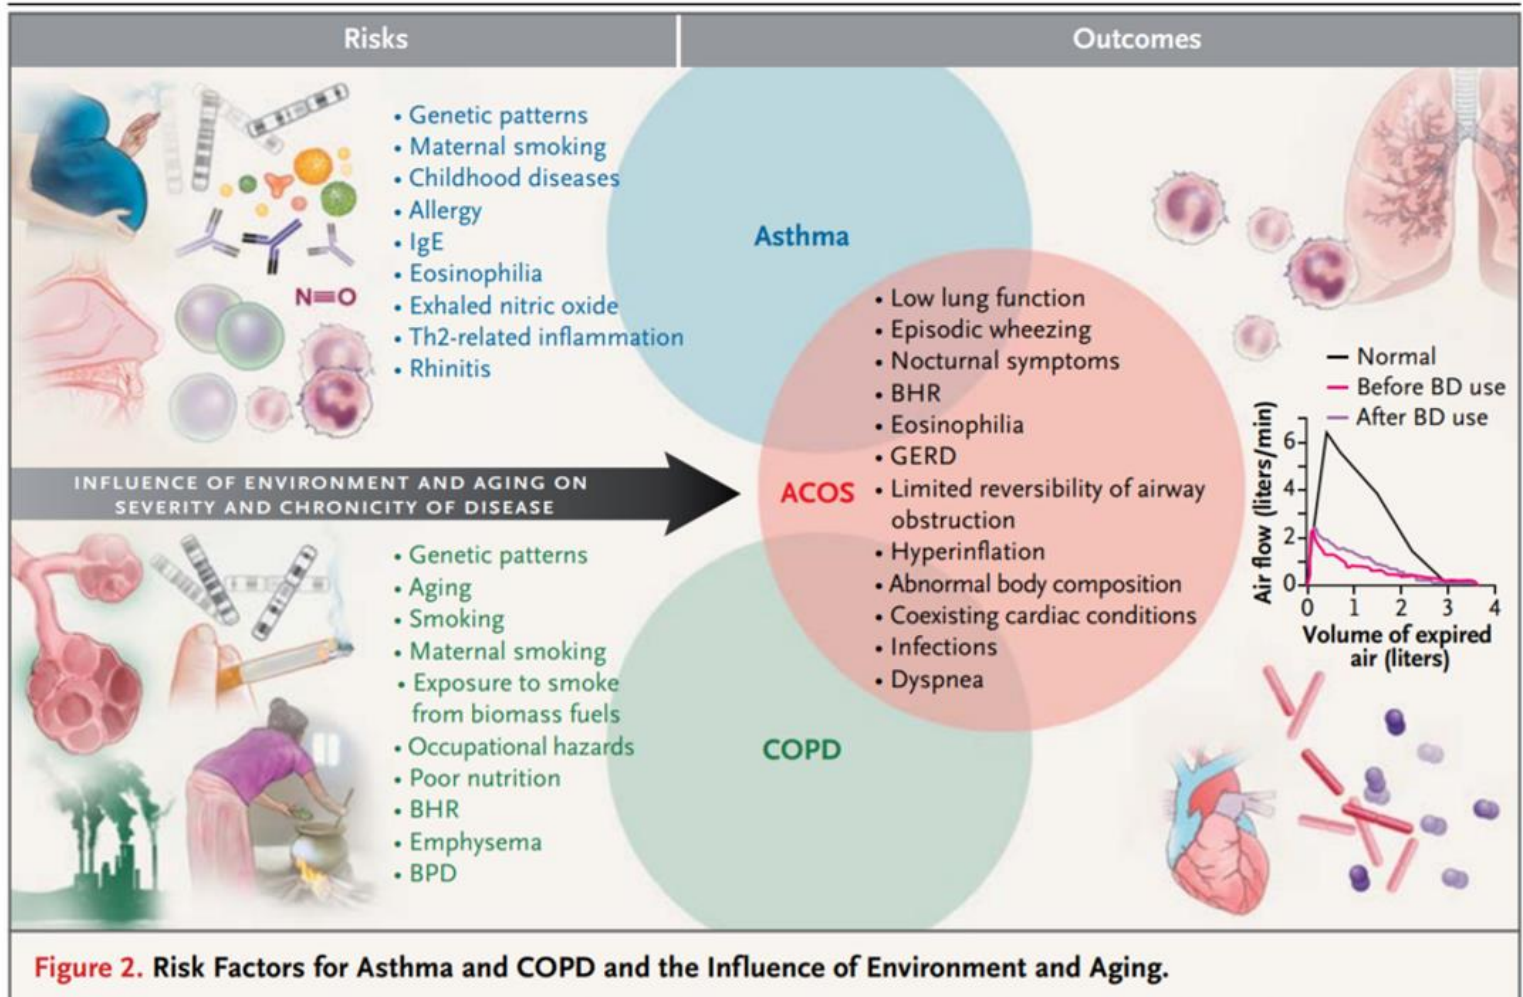 Risks
Outcomes
• Genetic patterns
• Maternal smoking
• Childhood diseases
• Allergy
• IgE
• Eosinophilia
• Exhaled nitric oxide
• Th2-related inflammation
• Rhinitis
N≡O
Asthma
INFLUENCE OF ENVIRONMENT AND AGING ON
SEVERITY AND CHRONICITY OF DISEASE
• Genetic patterns
• Aging
• Smoking
• Maternal smoking
• Exposure to smoke
from biomass fuels
• Occupational hazards
• Poor nutrition
• BHR
• Emphysema
• BPD
ACOS
• Low lung function
• Episodic wheezing
• Nocturnal symptoms
• BHR
• Eosinophilia
• GERD
• Limited reversibility of airway
obstruction
• Hyperinflation
• Abnormal body composition
• Coexisting cardiac conditions
• Infections
• Dyspnea
COPD
Normal
Before BD use
After BD use
Air flow (liters/min)
6
4
2
0
0 1 2 3 4
Volume of expired
air (liters)
Figure 2. Risk Factors for Asthma and COPD and the Influence of Environment and Aging.